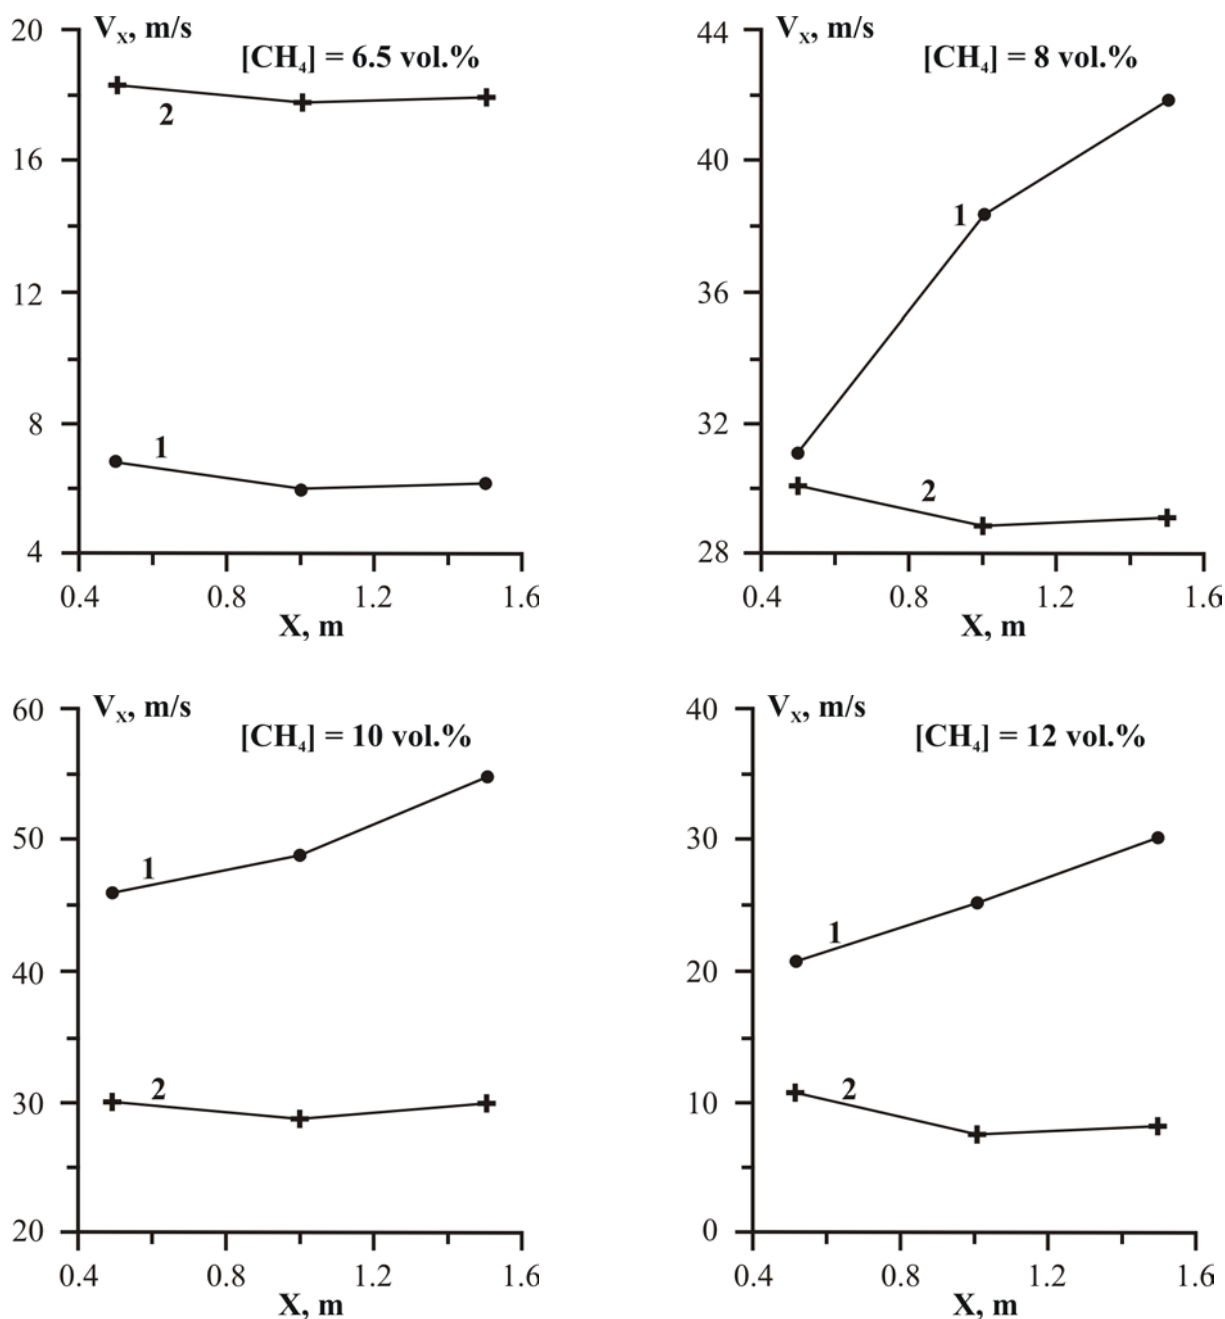 20 Vx, m/s
[CH₄] = 6.5 vol.%
2
16
12
8
1
4
0.4 0.8 1.2 1.6
X, m
44 Vx, m/s
[CH₄] = 8 vol.%
40
1
36
32
2
28
0.4 0.8 1.2 1.6
X, m
60 Vx, m/s
[CH₄] = 10 vol.%
50
1
40
30
2
20
0.4 0.8 1.2 1.6
X, m
40 Vx, m/s
[CH₄] = 12 vol.%
30
1
20
10
2
0
0.4 0.8 1.2 1.6
X, m